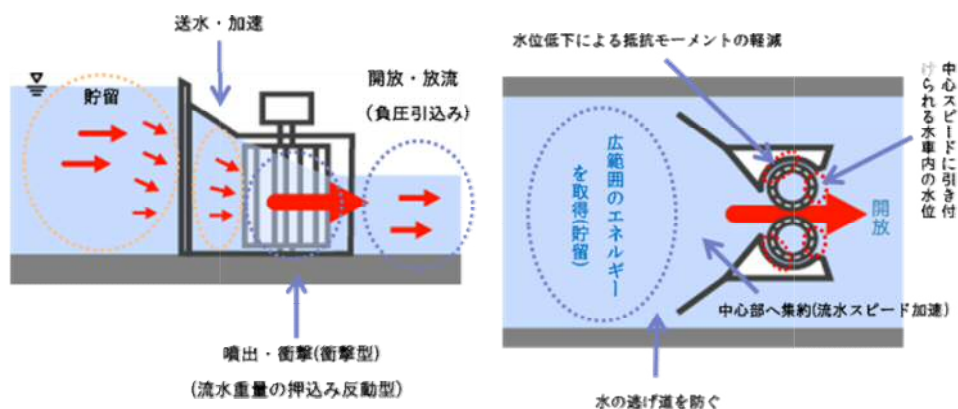 送水・加速
貯留
開放・放流
(負圧引込み)
噴出・衝撃(衝撃型)
(流水重量の押込み反動型)
水位低下による抵抗モーメントの軽減
中心スピードに引き付
けられる水車内の水位
広範囲のエネルギー
を取得(貯留)
開放
中心部へ集約(流水スピード加速)
水の逃げ道を防ぐ